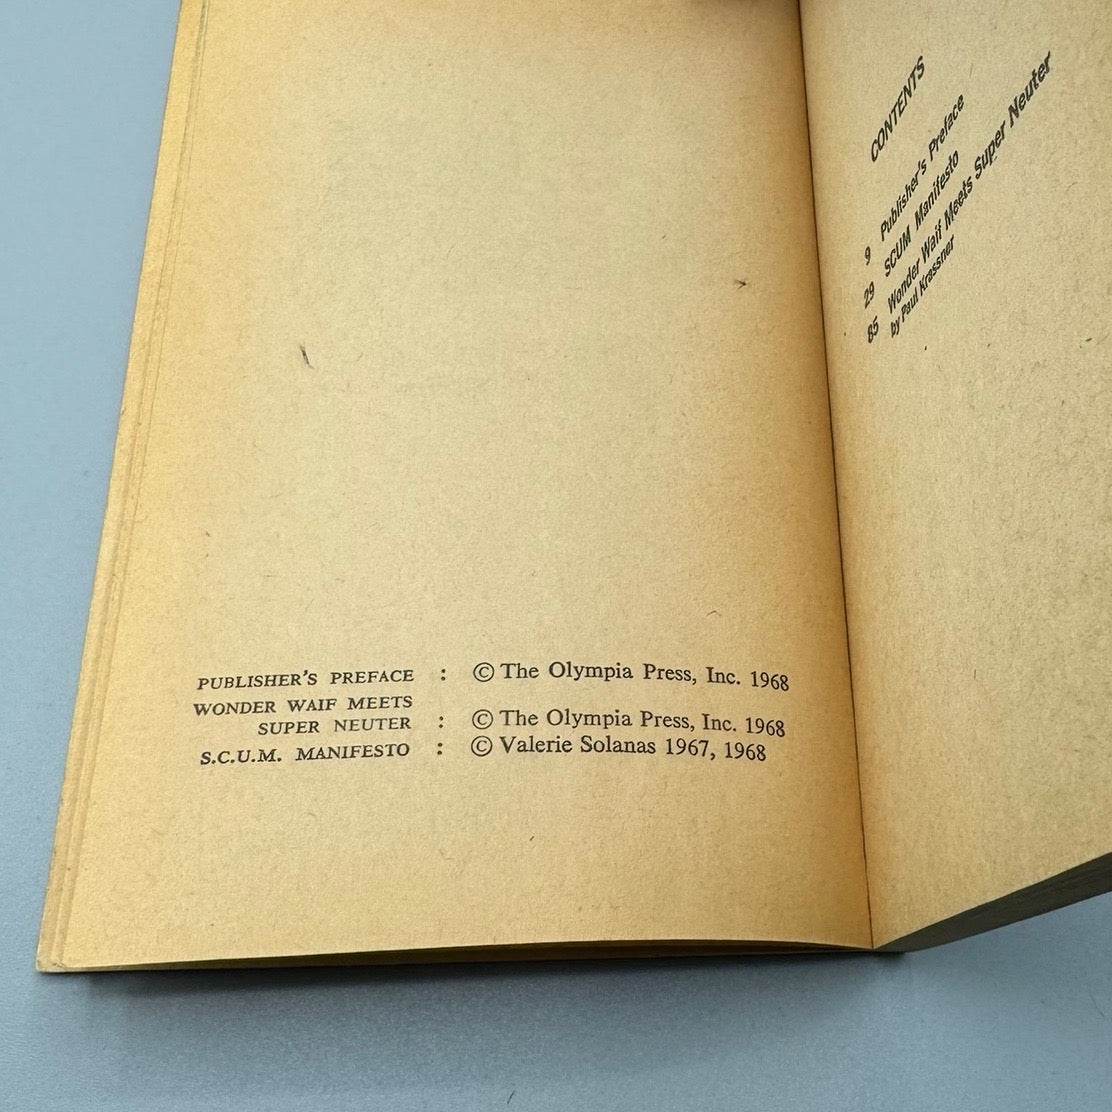 PUBLISHER'S PREFACE : © The Olympia Press, Inc. 1968
WONDER WAIF MEETS
SUPER NEUTER : © The Olympia Press, Inc. 1968
S.C.U.M. MANIFESTO : © Valerie Solanas 1967, 1968
CONTENTS
9 Publisher's Preface
29 SCUM Manifesto
85 Wonder Waif Meets Super Neuter
by Paul Krassner